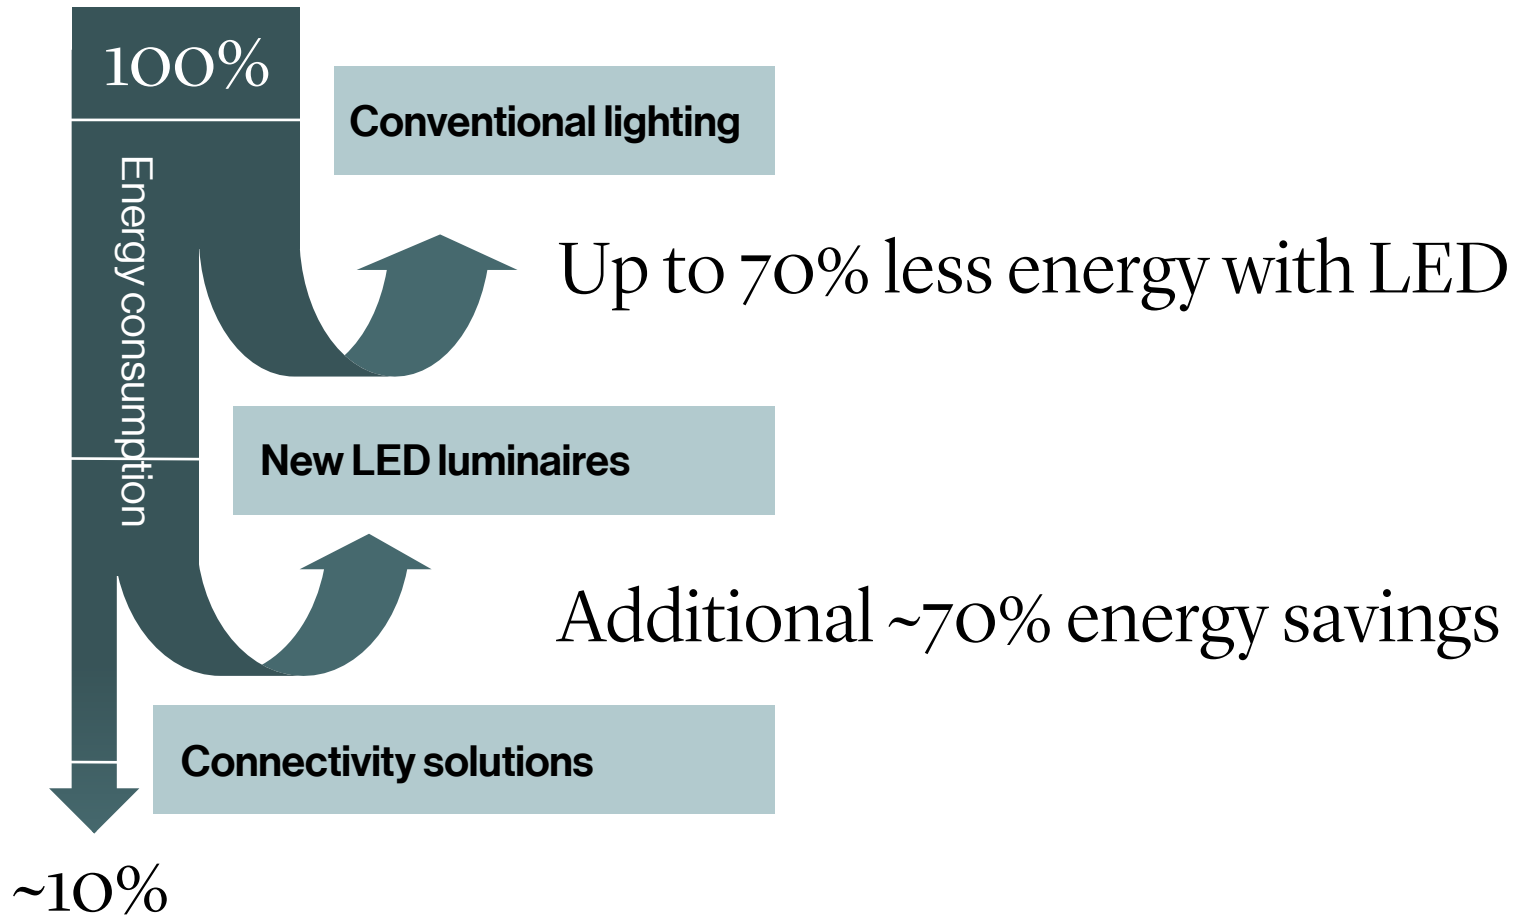 100%
Conventional lighting
Energy consumption
Up to 70% less energy with LED
New LED luminaires
Additional ~70% energy savings
Connectivity solutions
~10%